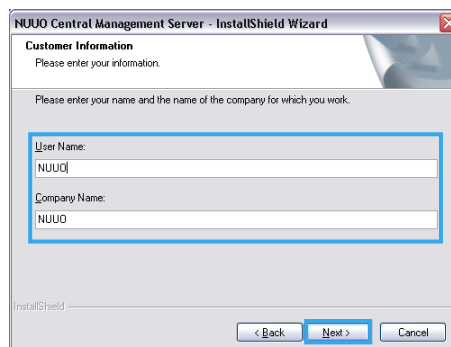 NUUO Central Management Server - InstallShield Wizard
Customer Information
Please enter your information.
Please enter your name and the name of the company for which you work.
User Name:
NUUO
Company Name:
NUUO
InstallShield
< Back Next > Cancel